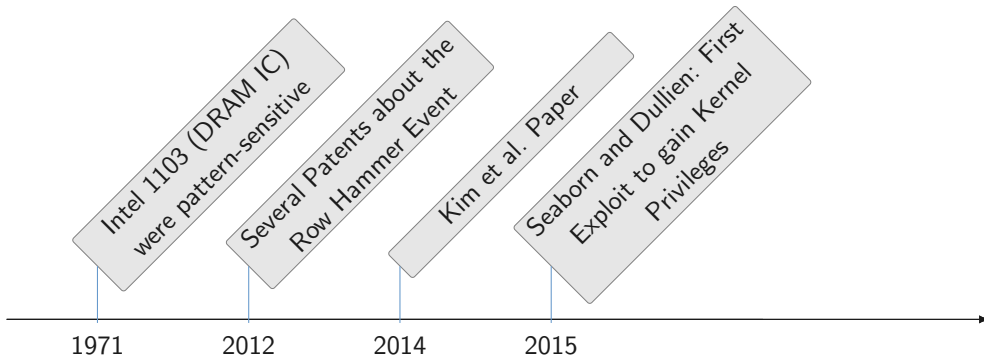 Intel 1103 (DRAM IC)
were pattern-sensitive
Several Patents about the
Row Hammer Event
Kim et al. Paper
Seaborn and Dullien: First
Exploit to gain Kernel
Privileges
1971
2012
2014
2015